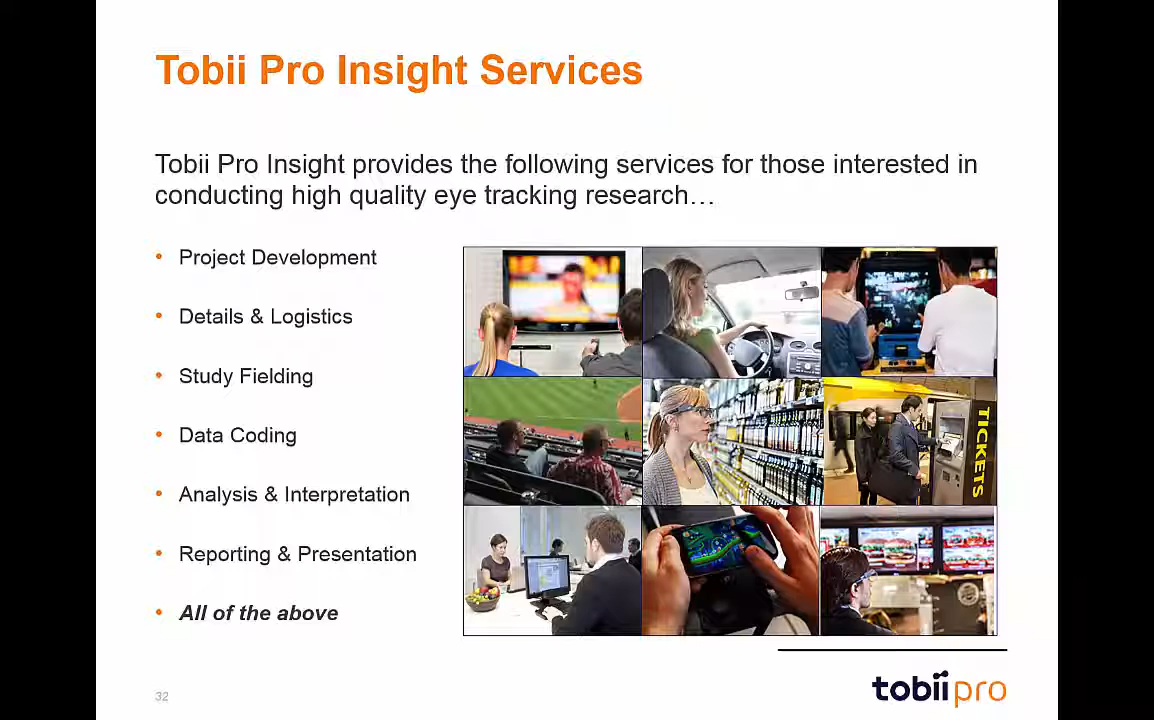 Tobii Pro Insight Services
Tobii Pro Insight provides the following services for those interested in
conducting high quality eye tracking research…
• Project Development
• Details & Logistics
• Study Fielding
• Data Coding
• Analysis & Interpretation
• Reporting & Presentation
• All of the above
TICKETS
32
tobii pro